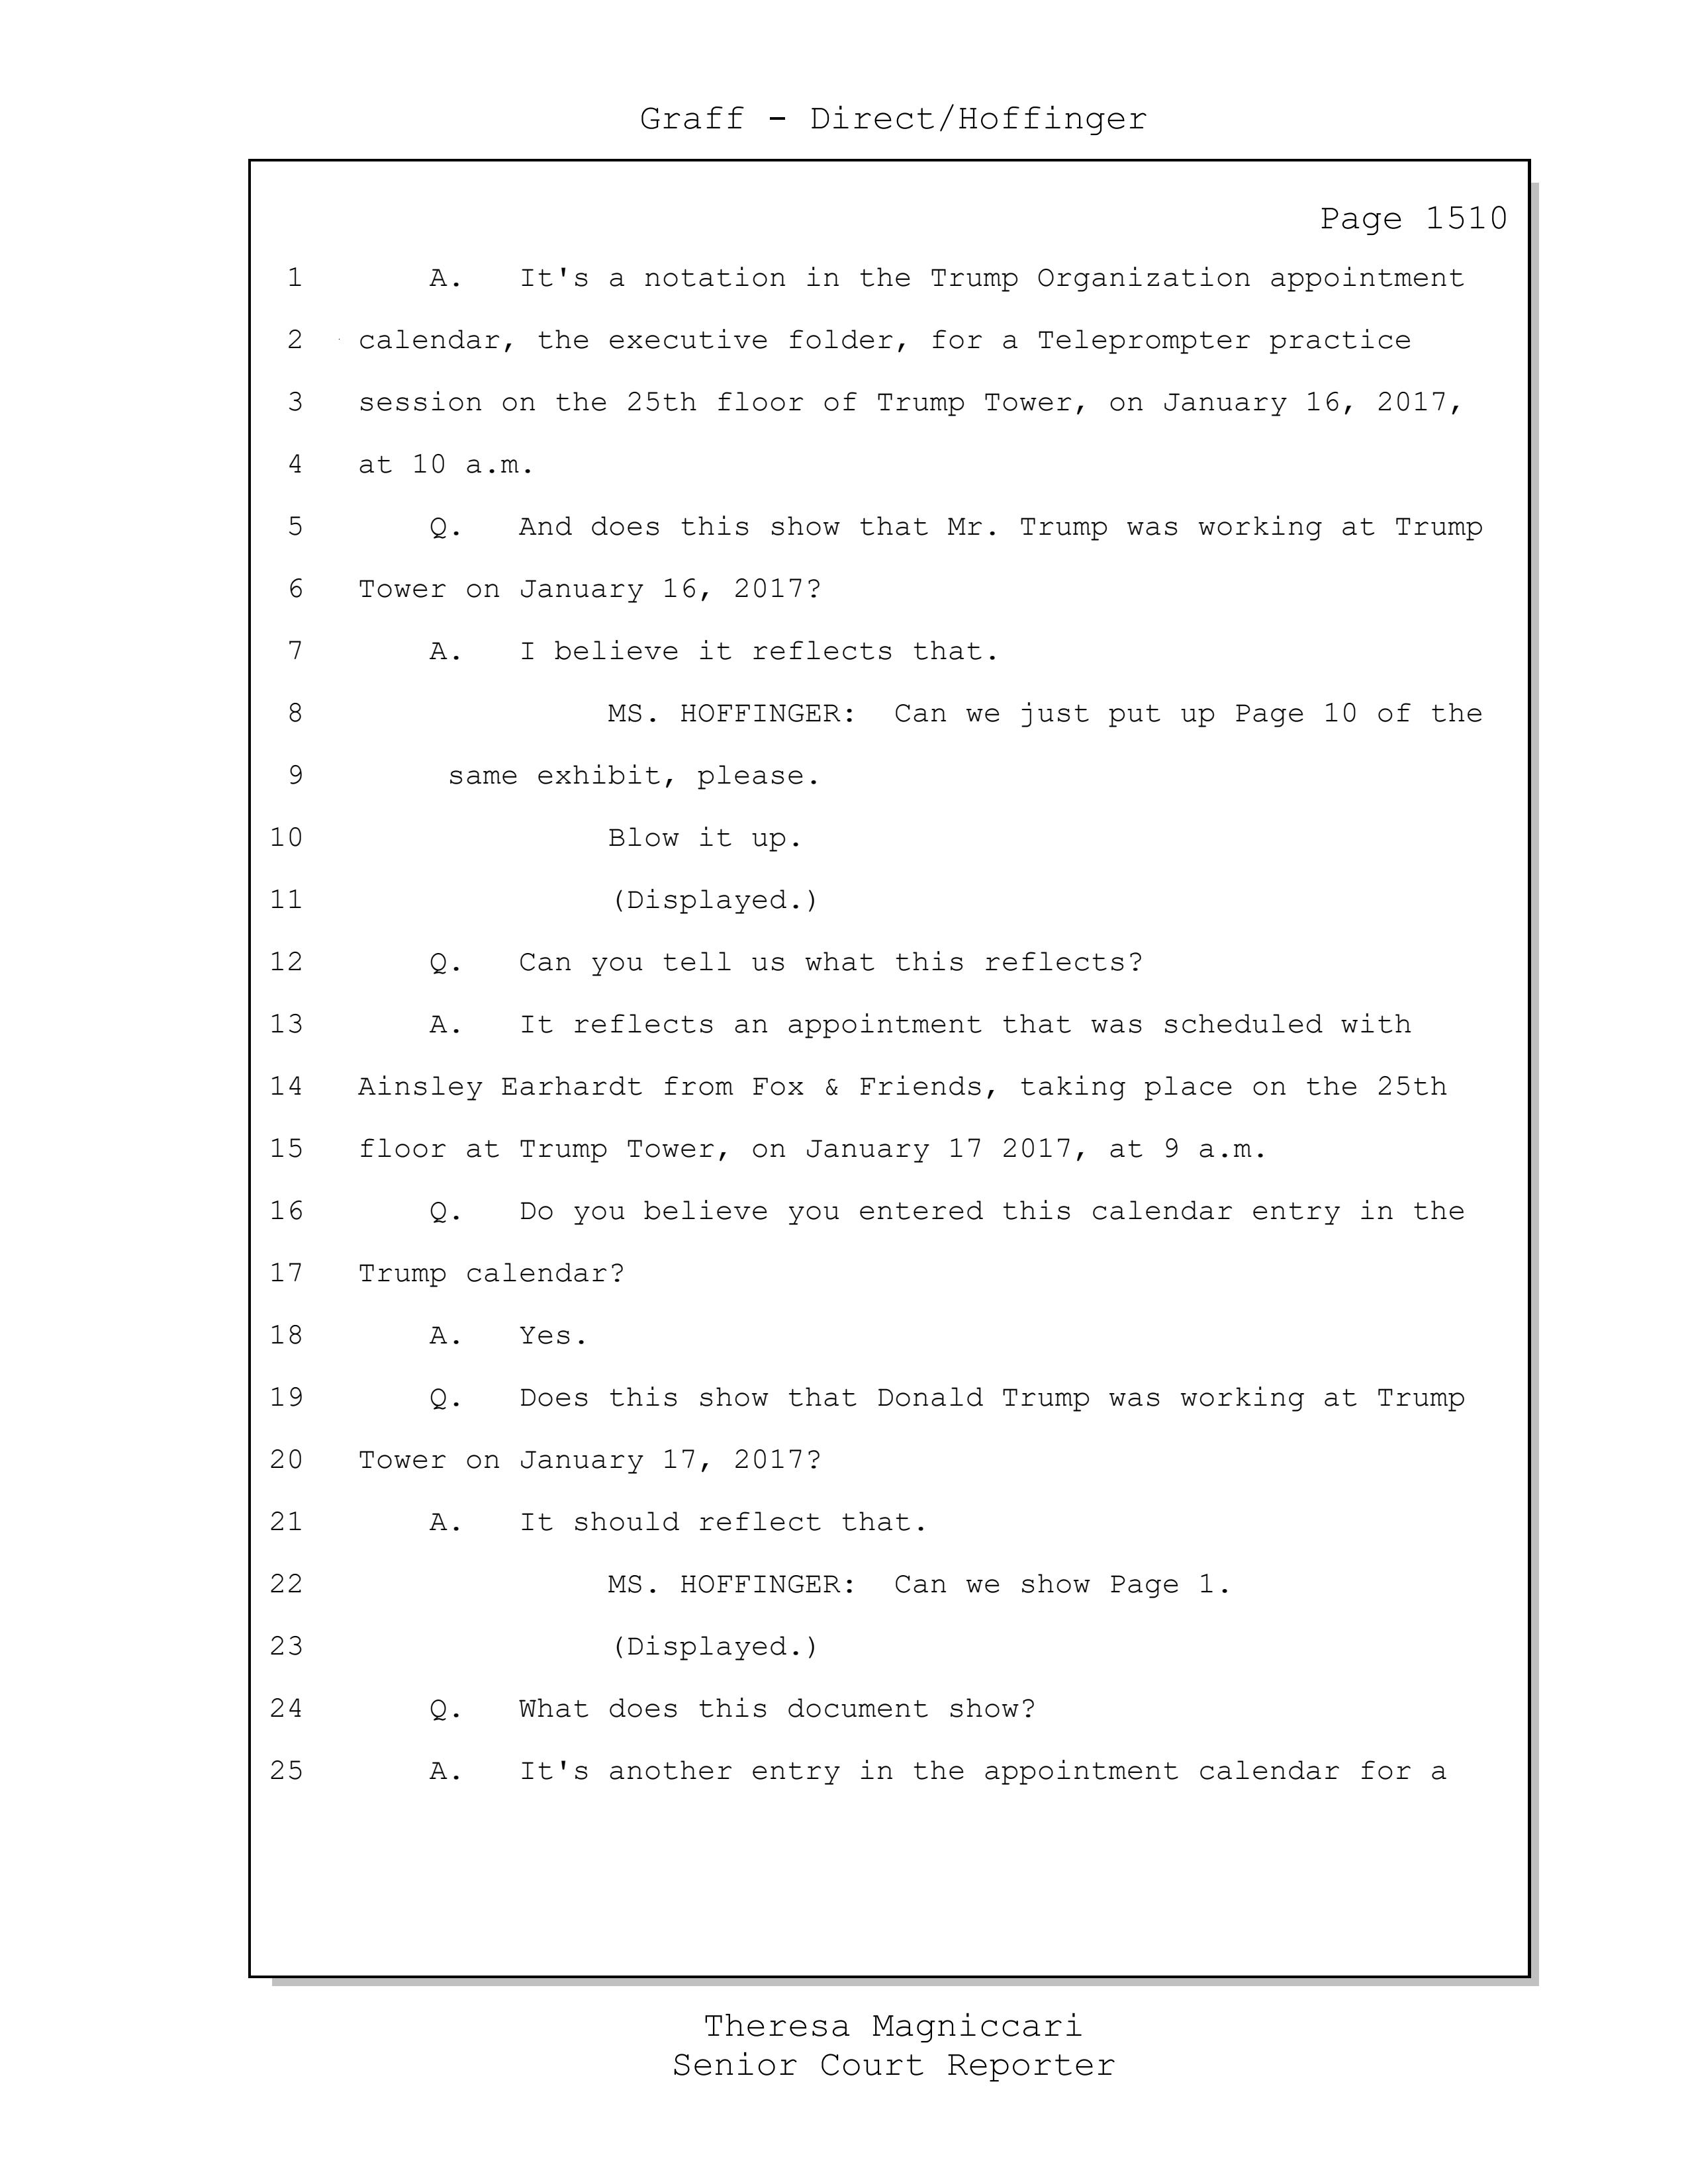 Graff - Direct/Hoffinger
Page 1510
1 A. It's a notation in the Trump Organization appointment
2 calendar, the executive folder, for a Teleprompter practice
3 session on the 25th floor of Trump Tower, on January 16, 2017,
4 at 10 a.m.
5 Q. And does this show that Mr. Trump was working at Trump
6 Tower on January 16, 2017?
7 A. I believe it reflects that.
8 MS. HOFFINGER: Can we just put up Page 10 of the
9 same exhibit, please.
10 Blow it up.
11 (Displayed.)
12 Q. Can you tell us what this reflects?
13 A. It reflects an appointment that was scheduled with
14 Ainsley Earhardt from Fox & Friends, taking place on the 25th
15 floor at Trump Tower, on January 17 2017, at 9 a.m.
16 Q. Do you believe you entered this calendar entry in the
17 Trump calendar?
18 A. Yes.
19 Q. Does this show that Donald Trump was working at Trump
20 Tower on January 17, 2017?
21 A. It should reflect that.
22 MS. HOFFINGER: Can we show Page 1.
23 (Displayed.)
24 Q. What does this document show?
25 A. It's another entry in the appointment calendar for a
Theresa Magniccari
Senior Court Reporter